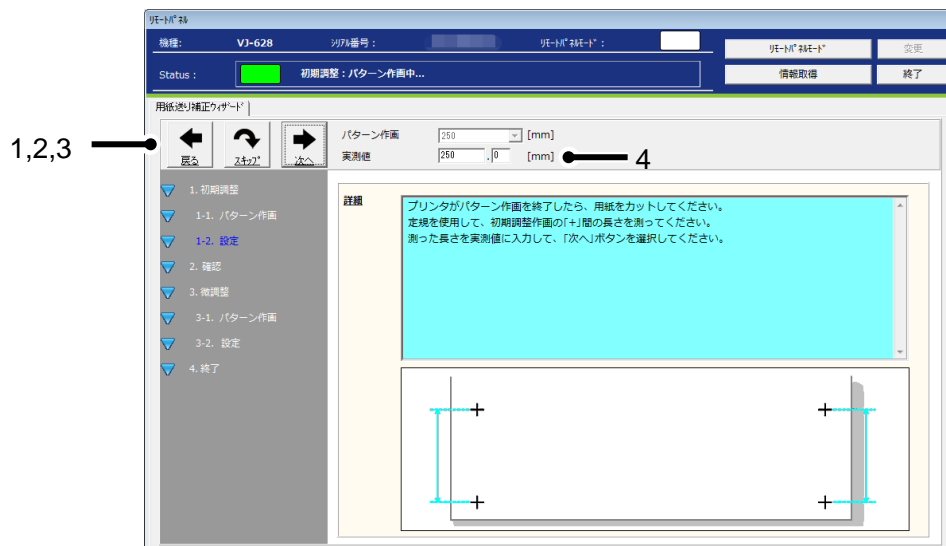 ﾘﾓｰﾄﾊﾟﾈﾙ
機種: VJ-628 ｼﾘｱﾙ番号: ﾘﾓｰﾄﾊﾟﾈﾙﾓｰﾄﾞ: ﾘﾓｰﾄﾊﾟﾈﾙﾓｰﾄﾞ 変更
Status: 初期調整：パターン作画中... 情報取得 終了
用紙送り補正ｳｨｻﾞｰﾄﾞ
1,2,3
戻る ｽｷｯﾌﾟ 次へ
パターン作画 250 [mm]
実測値 250 . 0 [mm] 4
1. 初期調整
1-1. パターン作画
1-2. 設定
2. 確認
3. 微調整
3-1. パターン作画
3-2. 設定
4. 終了
詳細
プリンタがパターン作画を終了したら、用紙をカットしてください。
定規を使用して、初期調整作画の「+」間の長さを測ってください。
測った長さを実測値に入力して、「次へ」ボタンを選択してください。